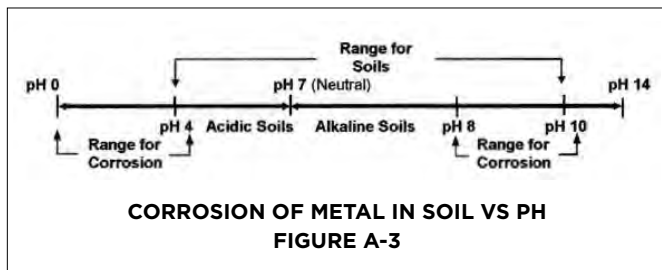 Range for
Soils
pH 0
pH 7 (Neutral)
pH 14
pH 4
Acidic Soils
Alkaline Soils
pH 8
pH 10
Range for
Corrosion
Range for
Corrosion
CORROSION OF METAL IN SOIL VS PH
FIGURE A-3